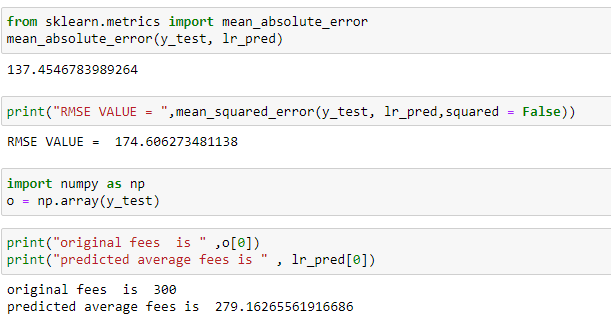 from sklearn.metrics import mean_absolute_error
mean_absolute_error(y_test, lr_pred)
137.4546783989264
print("RMSE VALUE = ",mean_squared_error(y_test, lr_pred,squared = False))
RMSE VALUE =  174.606273481138
import numpy as np
o = np.array(y_test)
print("original fees  is " ,o[0])
print("predicted average fees is " , lr_pred[0])
original fees  is  300
predicted average fees is  279.16265561916686